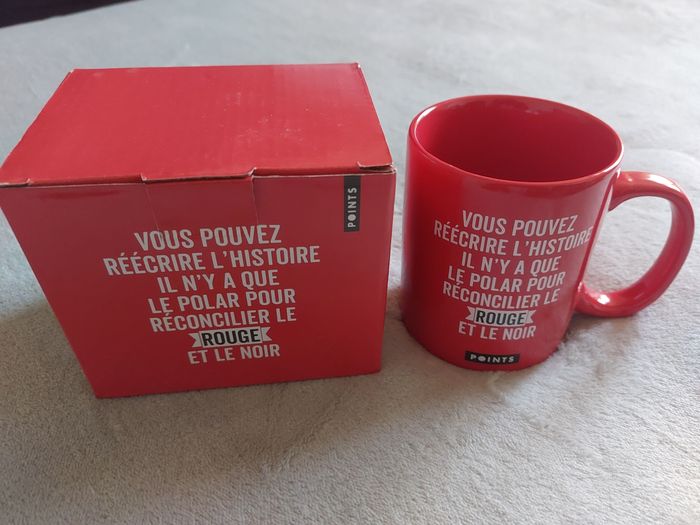 POINTS
VOUS POUVEZ
RÉÉCRIRE L'HISTOIRE
IL N'Y A QUE
LE POLAR POUR
RÉCONCILIER LE
ROUGE
ET LE NOIR
VOUS POUVEZ
RÉÉCRIRE L'HISTOIRE
IL N'Y A QUE
LE POLAR POUR
RÉCONCILIER LE
ROUGE
ET LE NOIR
POINTS